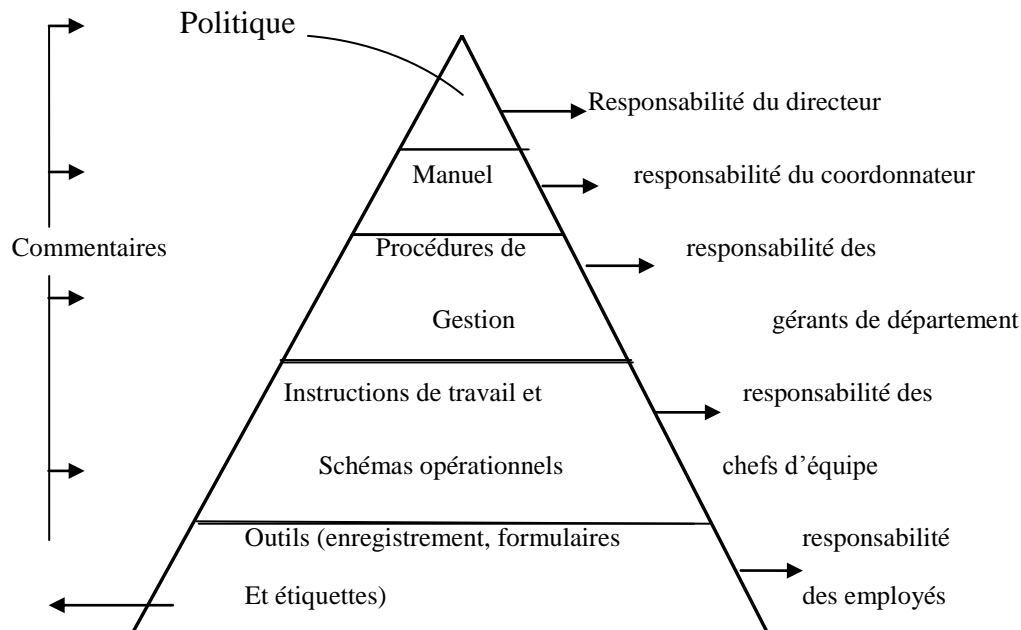 Politique
Responsabilité du directeur
Manuel
responsabilité du coordonnateur
Commentaires
Procédures de
responsabilité des
Gestion
gérants de département
Instructions de travail et
responsabilité des
Schémas opérationnels
chefs d’équipe
Outils (enregistrement, formulaires
responsabilité
Et étiquettes)
des employés